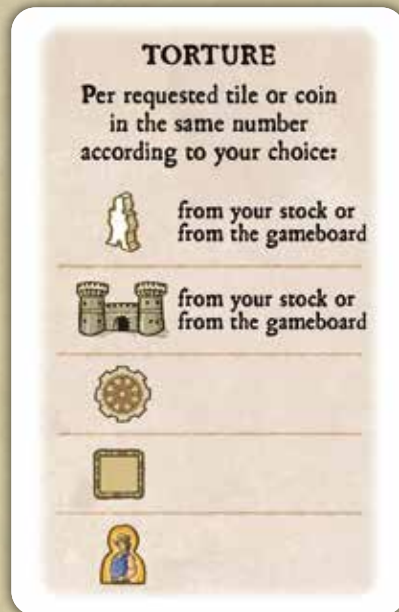 TORTURE
Per requested tile or coin
in the same number
according to your choice:
from your stock or
from the gameboard
from your stock or
from the gameboard